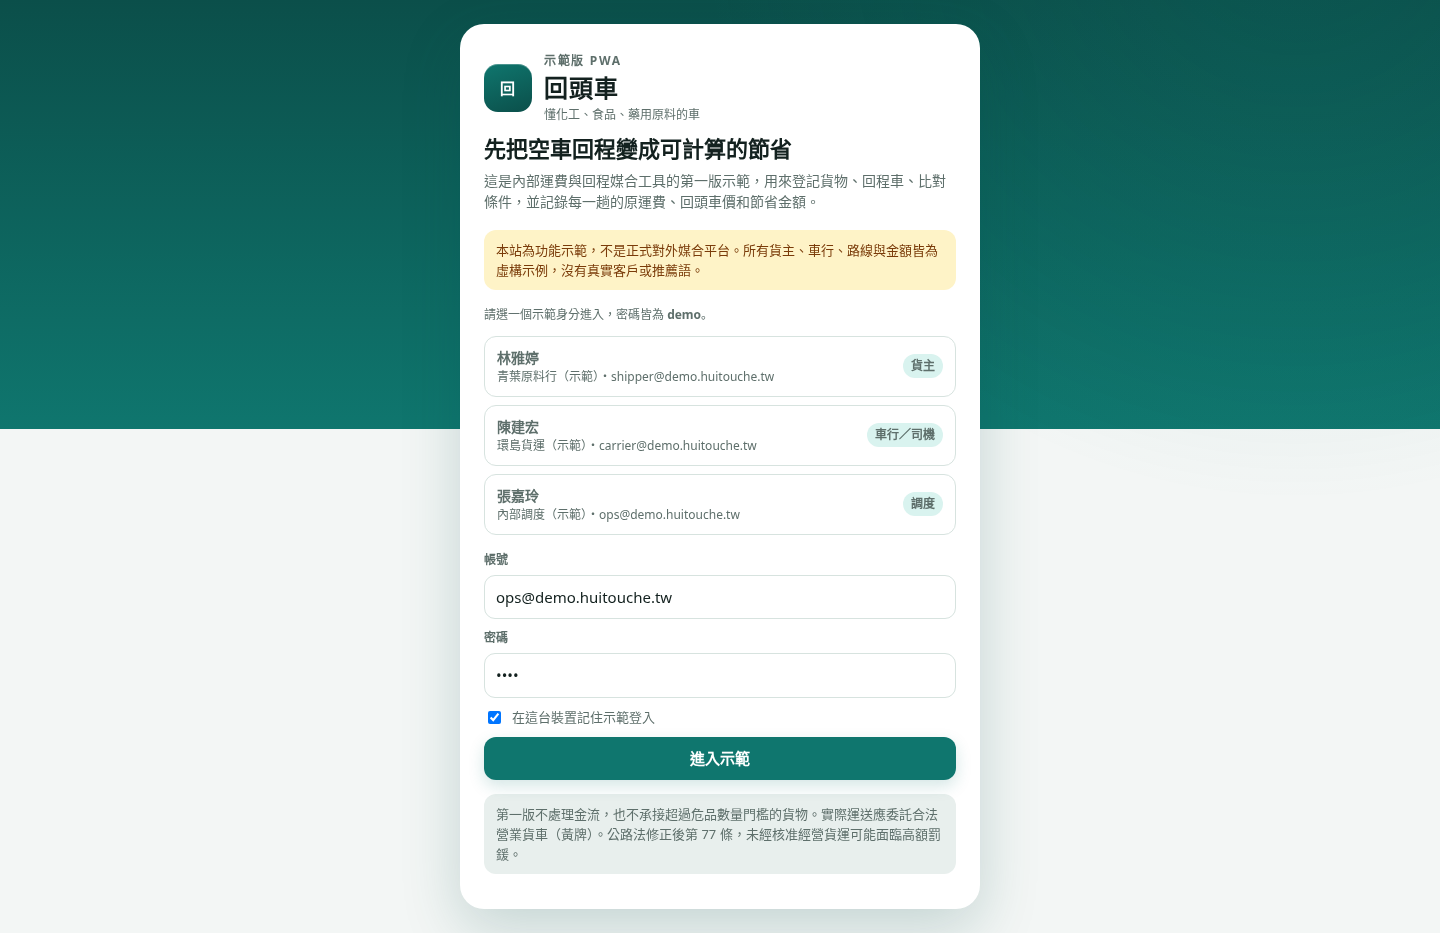 示範版 PWA
回
回頭車
懂化工、食品、藥用原料的車
先把空車回程變成可計算的節省
這是內部運費與回程媒合工具的第一版示範，用來登記貨物、回程車、比對
條件，並記錄每一趟的原運費、回頭車價和節省金額。
本站為功能示範，不是正式對外媒合平台。所有貨主、車行、路線與金額皆為
虛構示例，沒有真實客戶或推薦語。
請選一個示範身分進入，密碼皆為 demo。
林雅婷
青葉原料行（示範）・shipper@demo.huitouche.tw
貨主
陳建宏
環島貨運（示範）・carrier@demo.huitouche.tw
車行／司機
張嘉玲
內部調度（示範）・ops@demo.huitouche.tw
調度
帳號
ops@demo.huitouche.tw
密碼
••••
在這台裝置記住示範登入
進入示範
第一版不處理金流，也不承接超過危品數量門檻的貨物。實際運送應委託合法
營業貨車（黃牌）。公路法修正後第 77 條，未經核准經營貨運可能面臨高額罰
鍰。